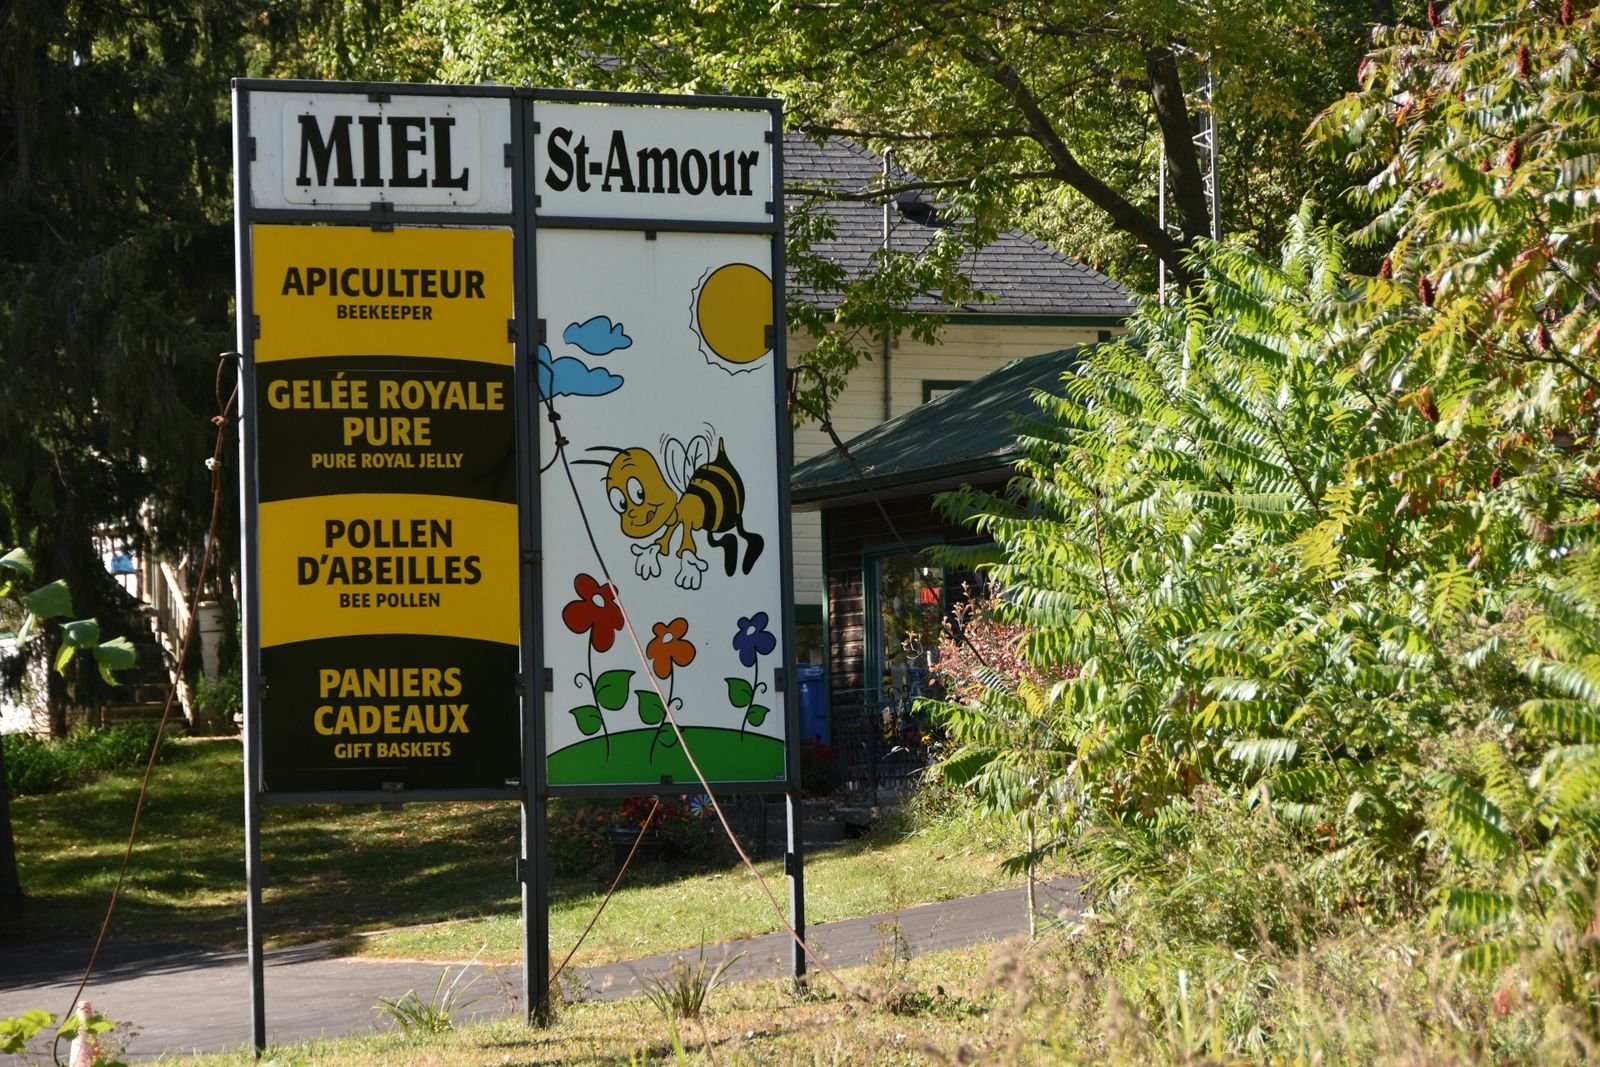 MIEL
St-Amour
APICULTEUR
BEEKEEPER
GELÉE ROYALE
PURE
PURE ROYAL JELLY
POLLEN
D'ABEILLES
BEE POLLEN
PANIERS
CADEAUX
GIFT BASKETS